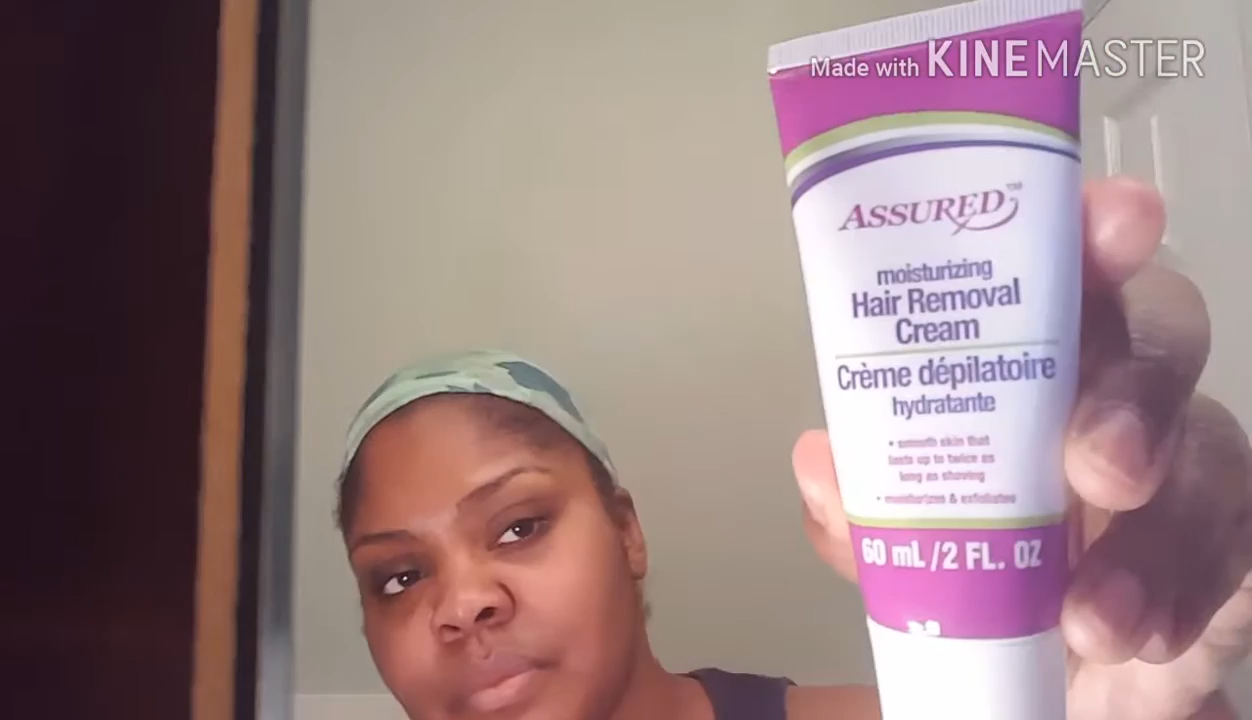 Made with KINEMASTER
ASSURED™
moisturizing
Hair Removal
Cream
Crème dépilatoire
hydratante
• smooth skin that
lasts up to twice as
long as shaving
• moisturizes & exfoliates
60 mL /2 FL. OZ